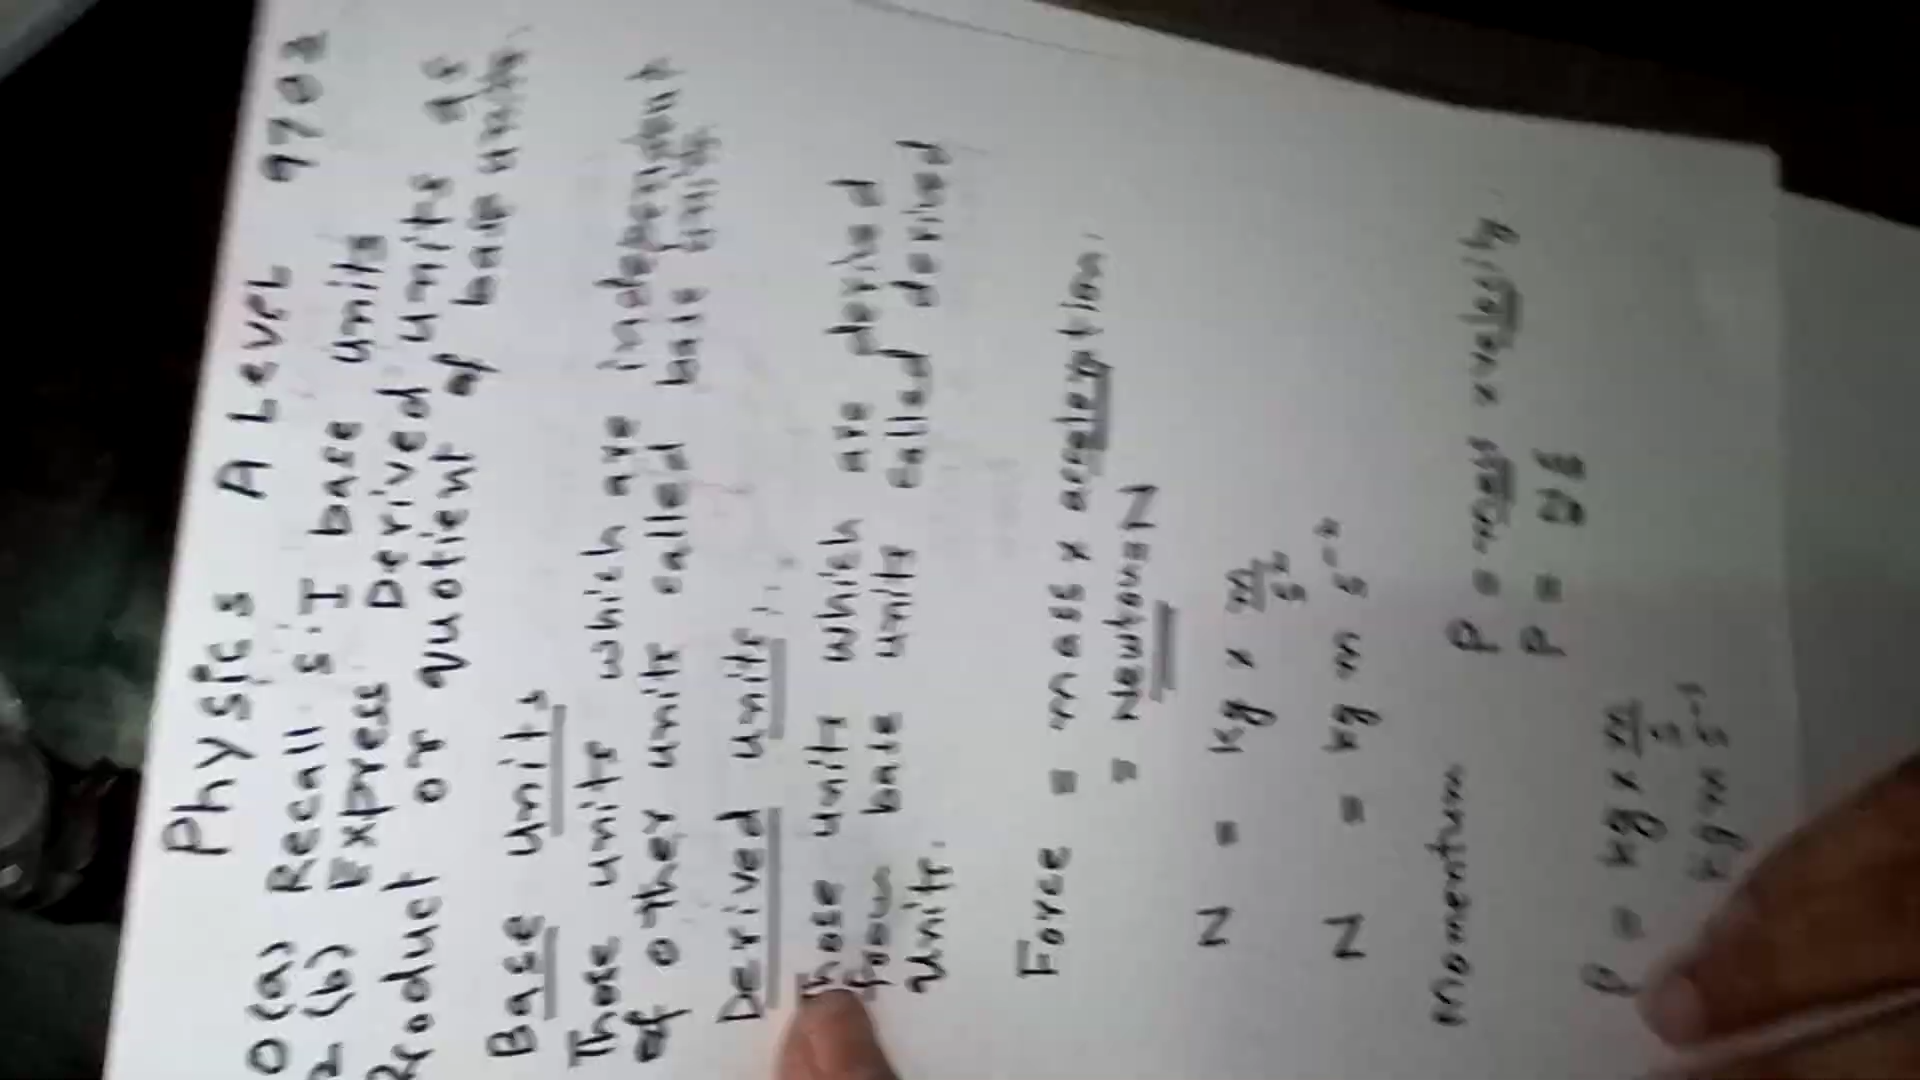 Physics A Level 9702
0(a) Recall S.I base units
2(b) Express Derived units as
Product or quotient of base units.
Base units
Those units which are independent
of other units called base units
Derived units:
Those units which are derived
from base units called derived
units.
Force = mass x acceleration.
= Newton=N
N = kg x m/s²
N = kg m s⁻²
momentum P = mass x velocity.
P =
P = kg x m/s
kg m s⁻¹